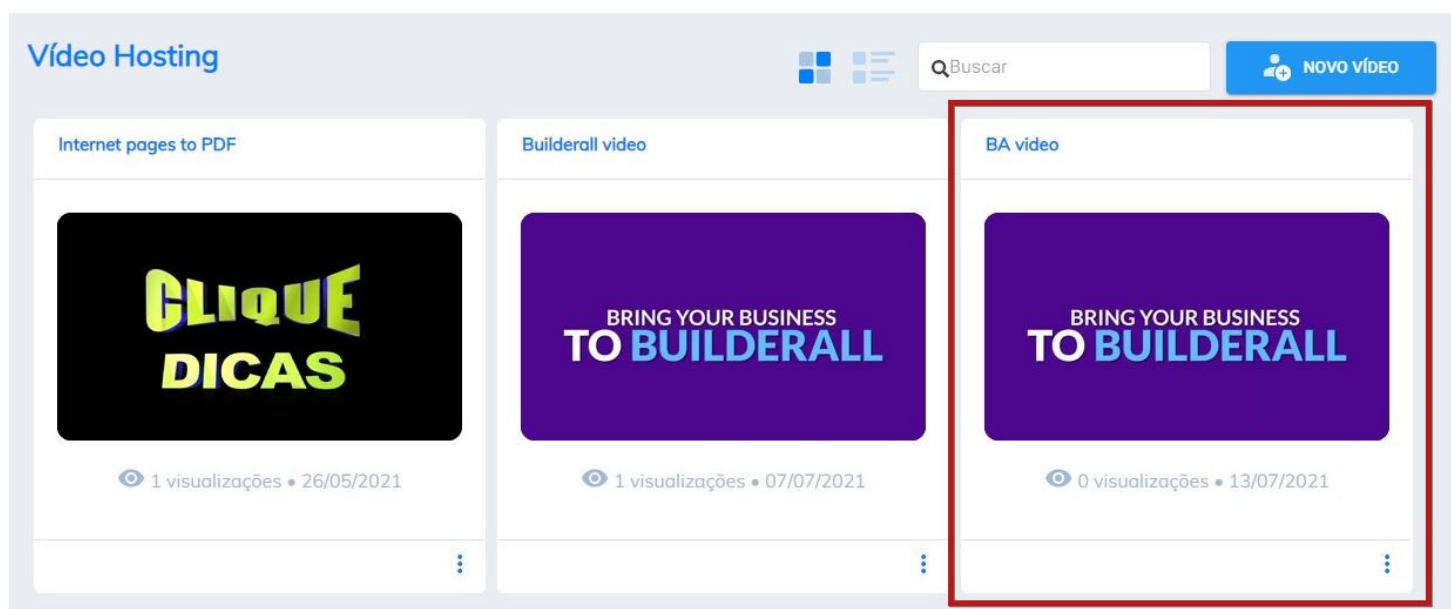 Vídeo Hosting
Buscar
NOVO VÍDEO
Internet pages to PDF
Builderall video
BA video
CLIQUE
DICAS
BRING YOUR BUSINESS
TO BUILDERALL
BRING YOUR BUSINESS
TO BUILDERALL
1 visualizações • 26/05/2021
1 visualizações • 07/07/2021
0 visualizações • 13/07/2021